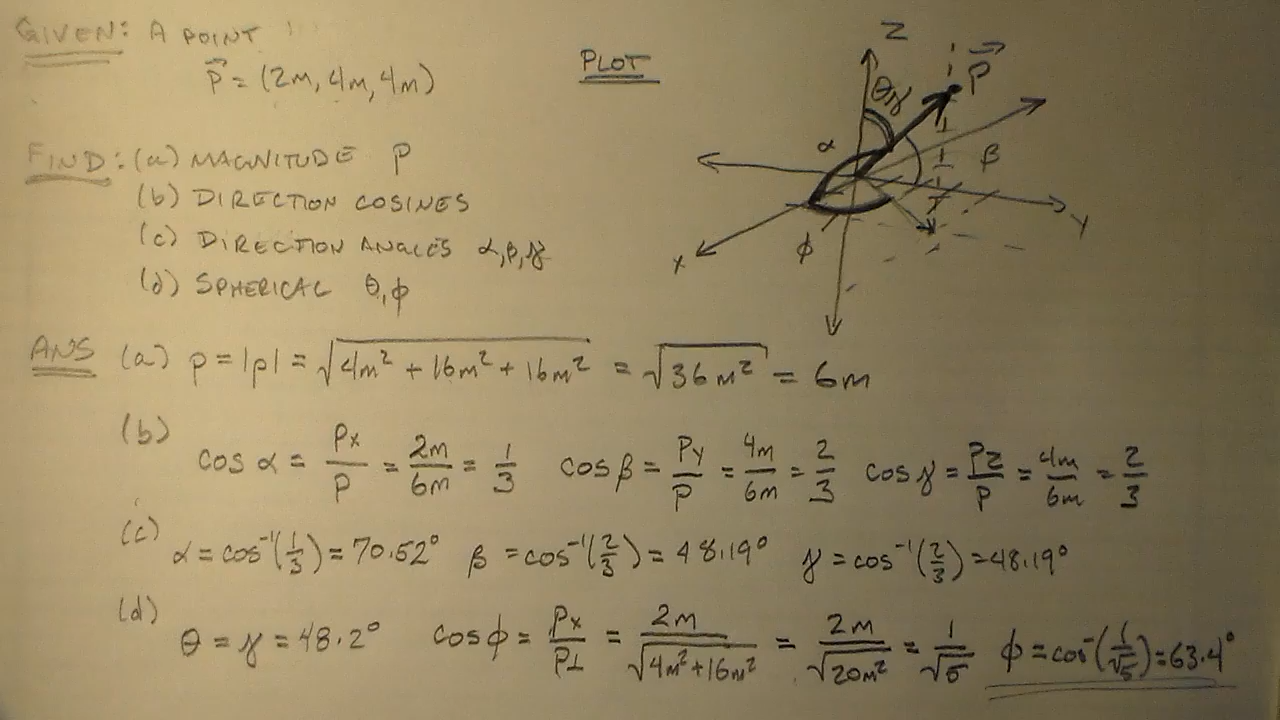 GIVEN: A POINT
P⃗ = (2M, 4M, 4M)
FIND: (a) MAGNITUDE P
(b) DIRECTION COSINES
(c) DIRECTION ANGLES α,β,γ
(d) SPHERICAL θ,φ
PLOT
Z
P⃗
θ,γ
α
β
Y
X
φ
ANS (a) p = |p| = √(4m² + 16m² + 16m²) = √(36m²) = 6m
(b)
cos α = Px/P = 2m/6m = 1/3 cos β = Py/P = 4m/6m = 2/3 cos γ = Pz/P = 4m/6m = 2/3
(c) α = cos⁻¹(1/3) = 70.52° β = cos⁻¹(2/3) = 48.19° γ = cos⁻¹(2/3) = 48.19°
(d) θ = γ = 48.2° cos φ = Px/P⊥ = 2m/√(4m²+16m²) = 2m/√(20m²) = 1/√5 φ = cos⁻(1/√5) = 63.4°